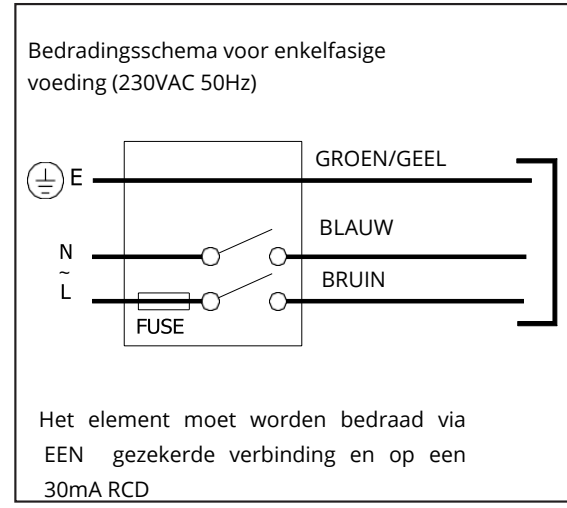 Bedradingsschema voor enkelfasige
voeding (230VAC 50Hz)
GROEN/GEEL
E
BLAUW
N
~
BRUIN
L
FUSE
Het element moet worden bedraad via
EEN gezekerde verbinding en op een
30mA RCD